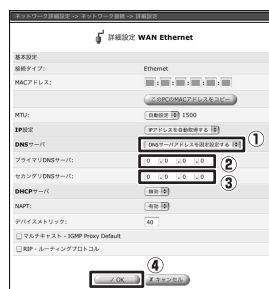 ネットワーク詳細設定 -> ネットワーク接続 -> 詳細設定
詳細設定 WAN Ethernet
基本設定
接続タイプ: Ethernet
MACアドレス:
このPCのMACアドレスをコピー
MTU: 自動設定 1500
IP設定 IPアドレスを自動取得する
DNSサーバ DNSサーバアドレスを固定設定する ①
プライマリDNSサーバ: 0 . 0 . 0 . 0 ②
セカンダリDNSサーバ: 0 . 0 . 0 . 0 ③
DHCPサーバ 無効
NAPT: 有効
デバイスメトリック: 40
マルチキャスト - IGMP Proxy Default
RIP - ルーティングプロトコル
④
✓ OK ✗ キャンセル